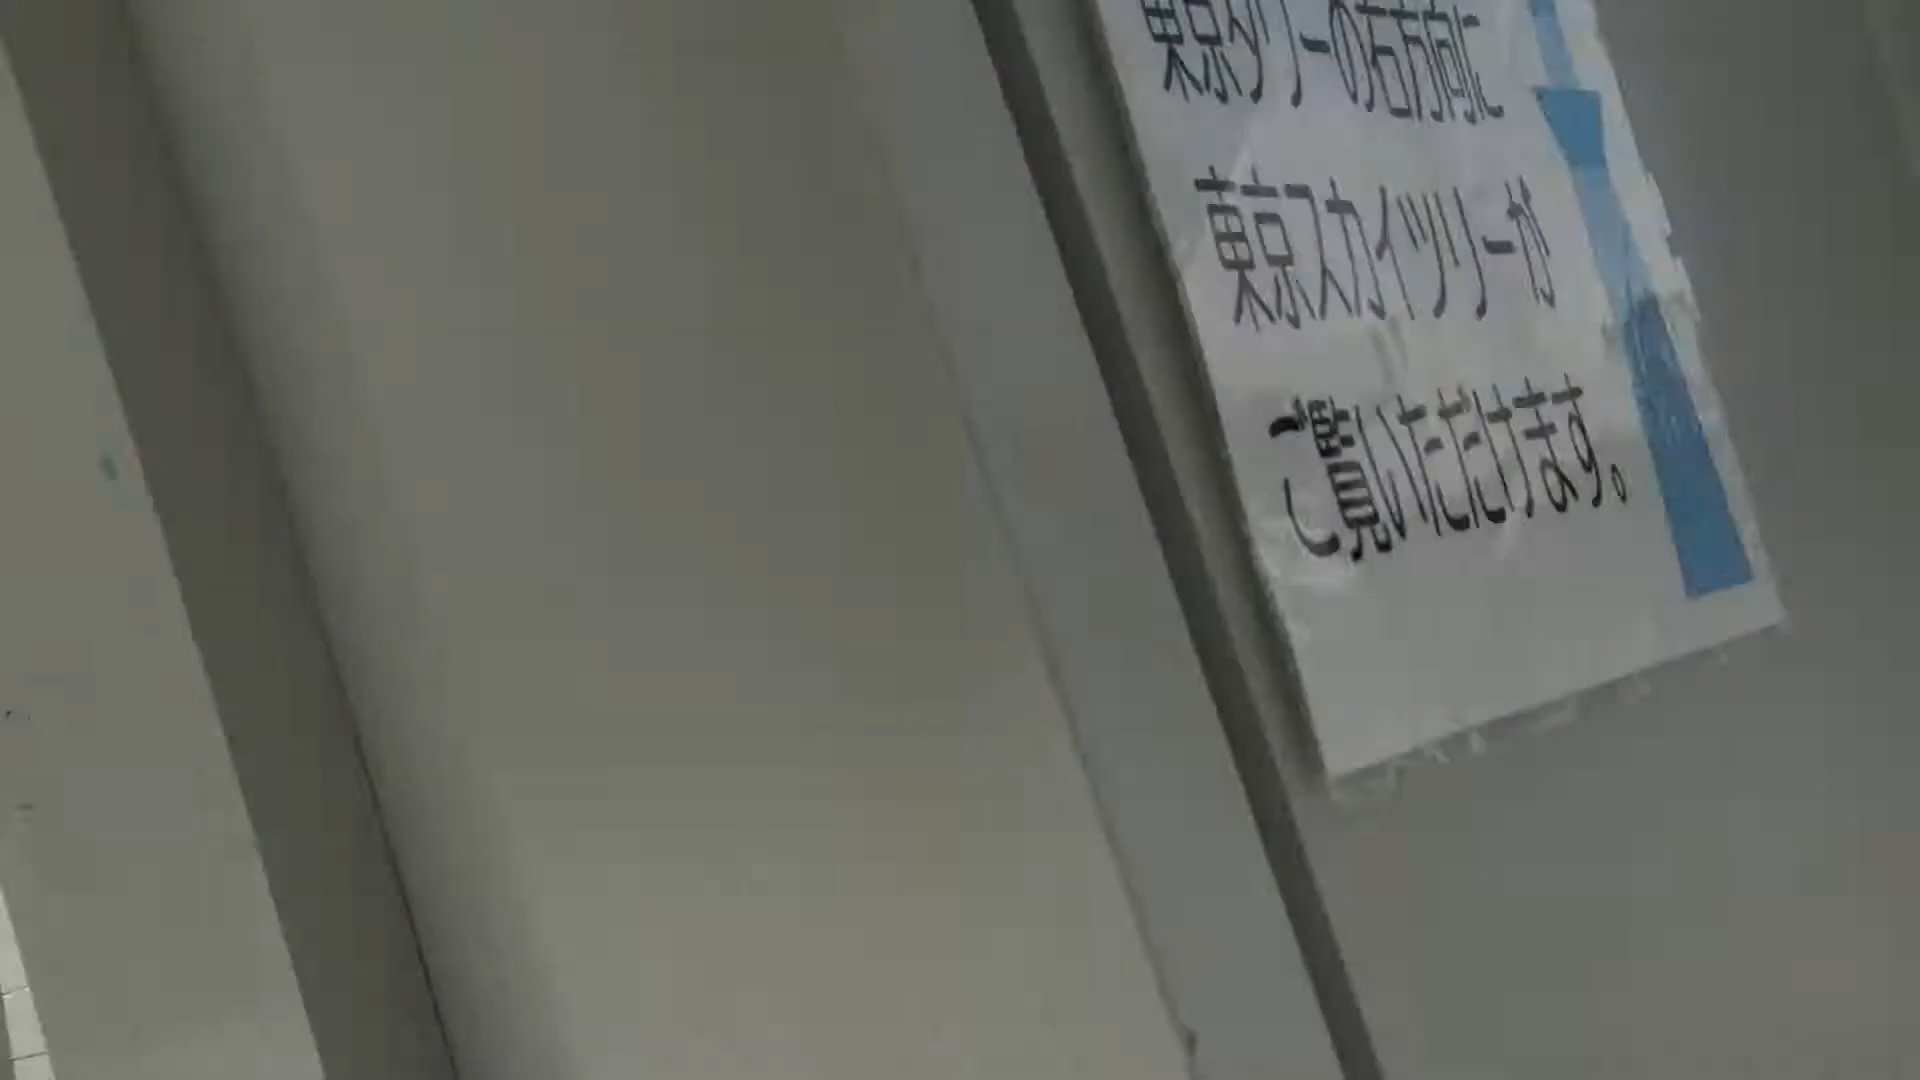 東京タワーの右方向に
東京スカイツリーが
ご覧いただけます。